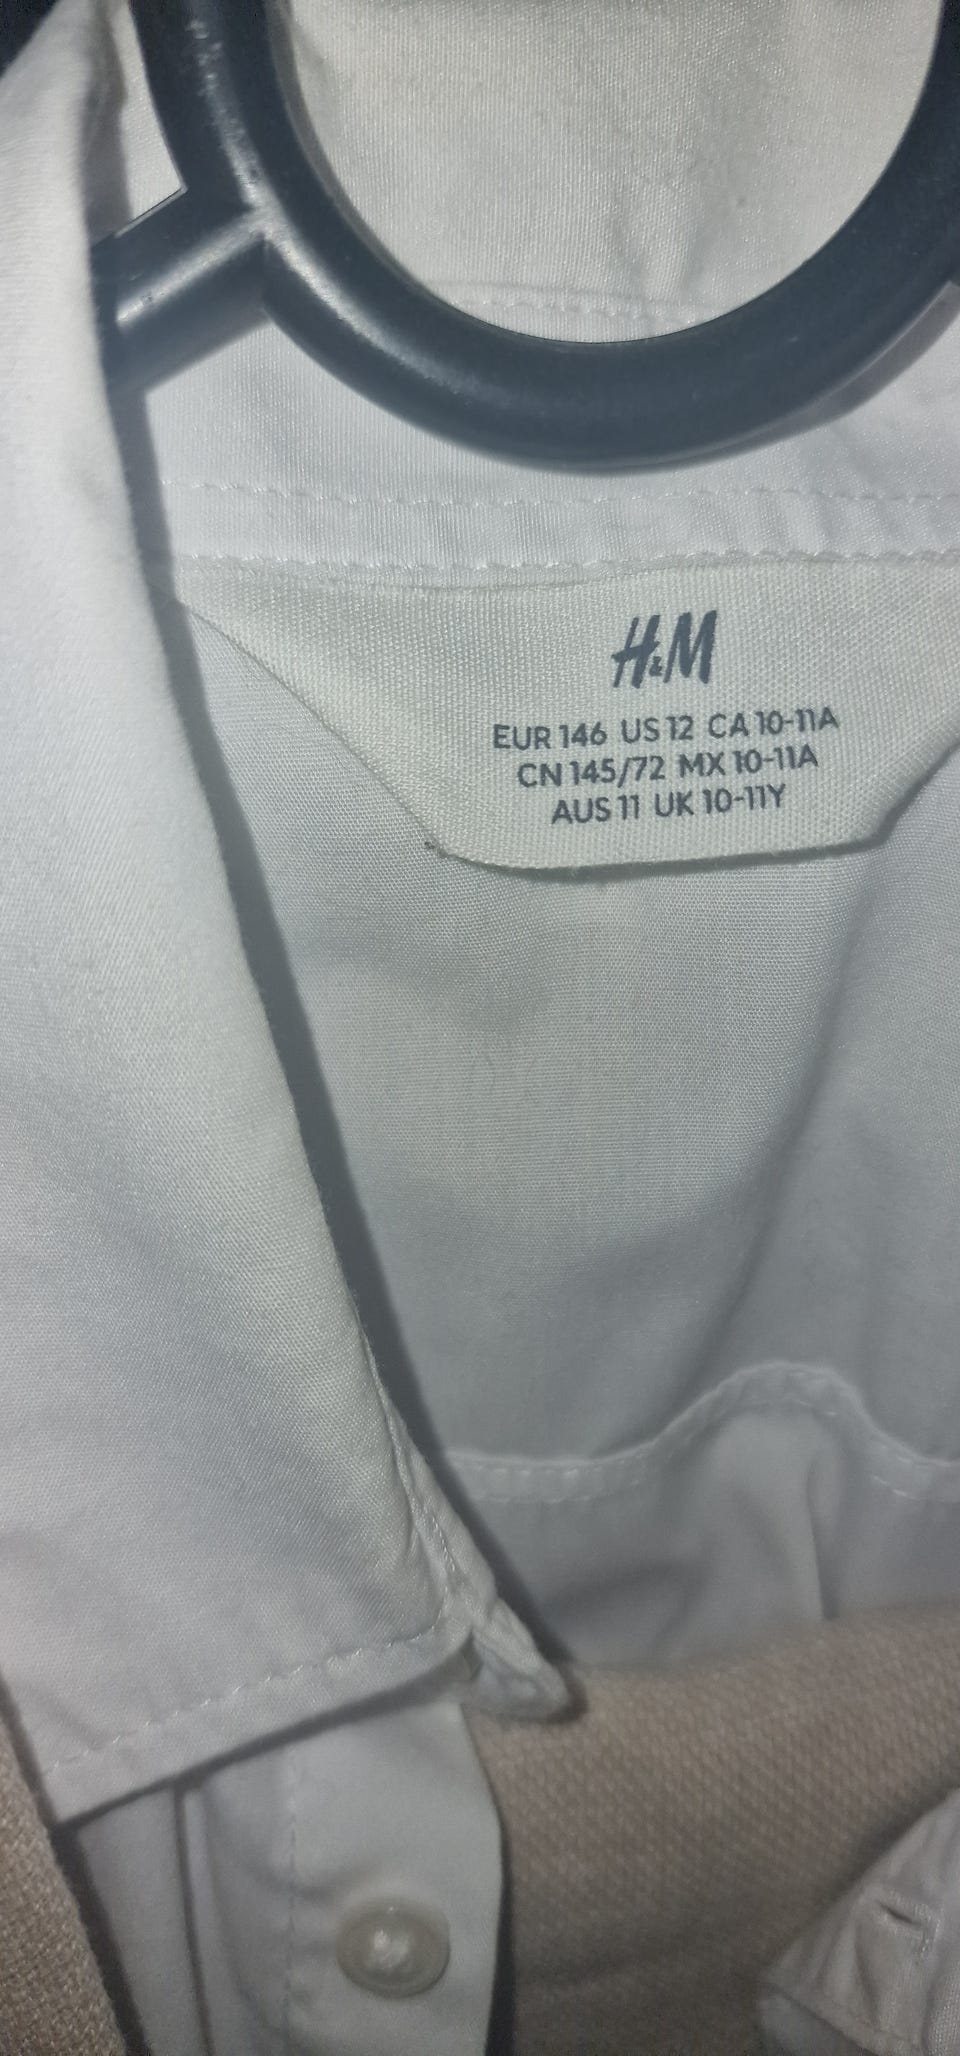 H&M
EUR 146 US 12 CA 10-11A
CN 145/72 MX 10-11A
AUS 11 UK 10-11Y